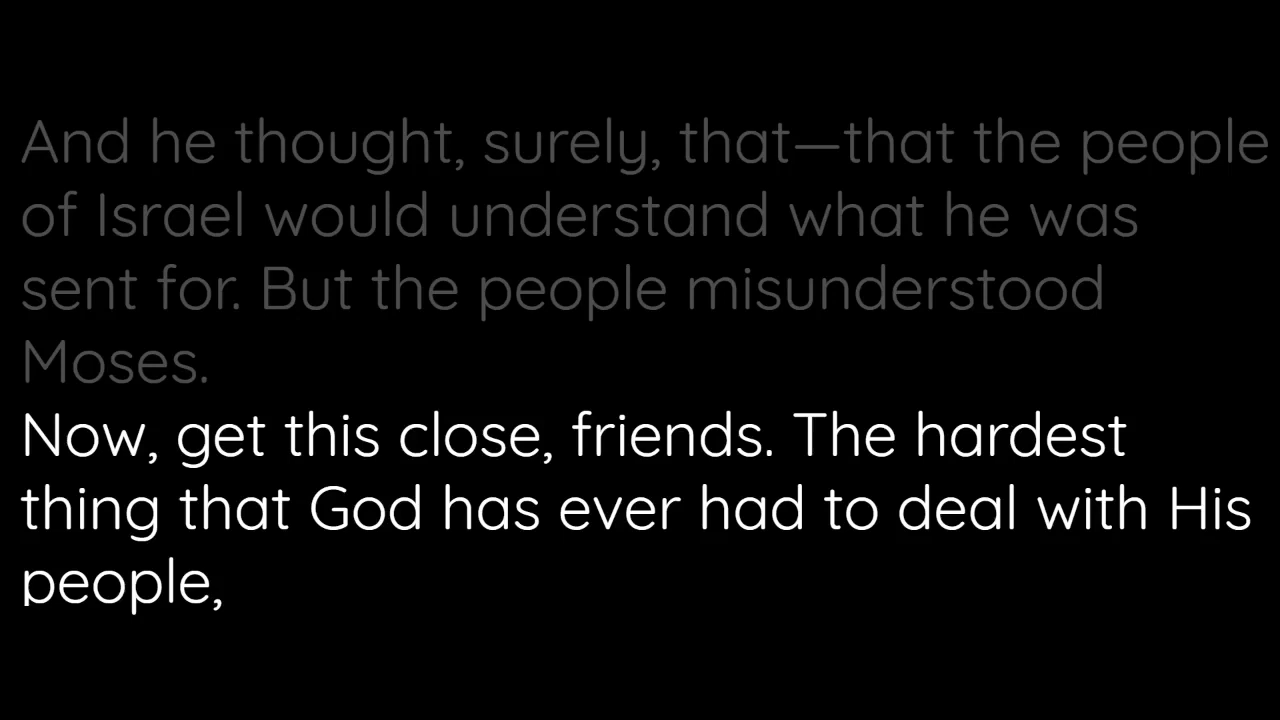 And he thought, surely, that—that the people
of Israel would understand what he was
sent for. But the people misunderstood
Moses.
Now, get this close, friends. The hardest
thing that God has ever had to deal with His
people,